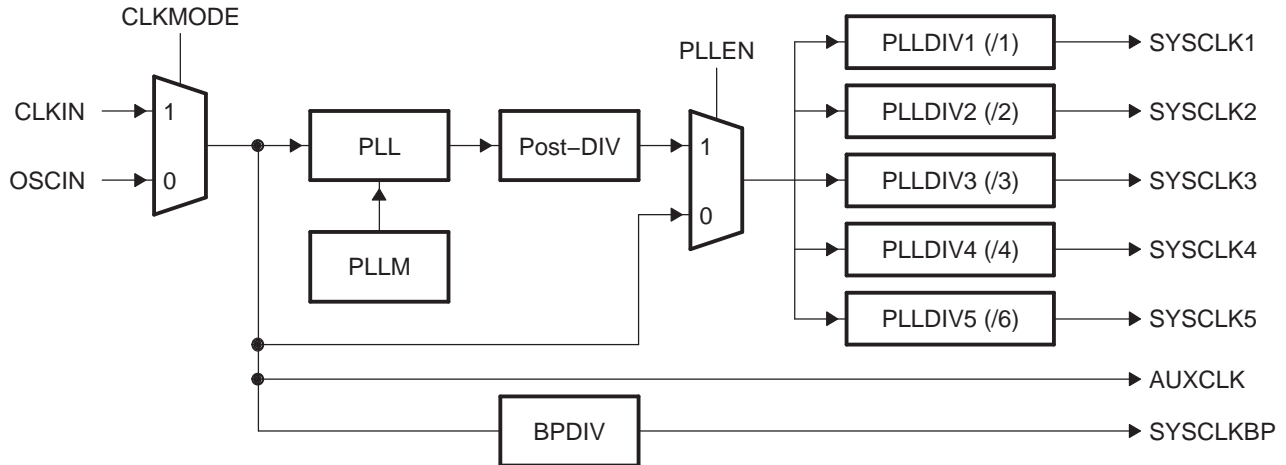 CLKMODE
CLKIN
OSCIN
1
0
PLL
PLLM
Post−DIV
PLLEN
1
0
PLLDIV1 (/1)
SYSCLK1
PLLDIV2 (/2)
SYSCLK2
PLLDIV3 (/3)
SYSCLK3
PLLDIV4 (/4)
SYSCLK4
PLLDIV5 (/6)
SYSCLK5
AUXCLK
BPDIV
SYSCLKBP